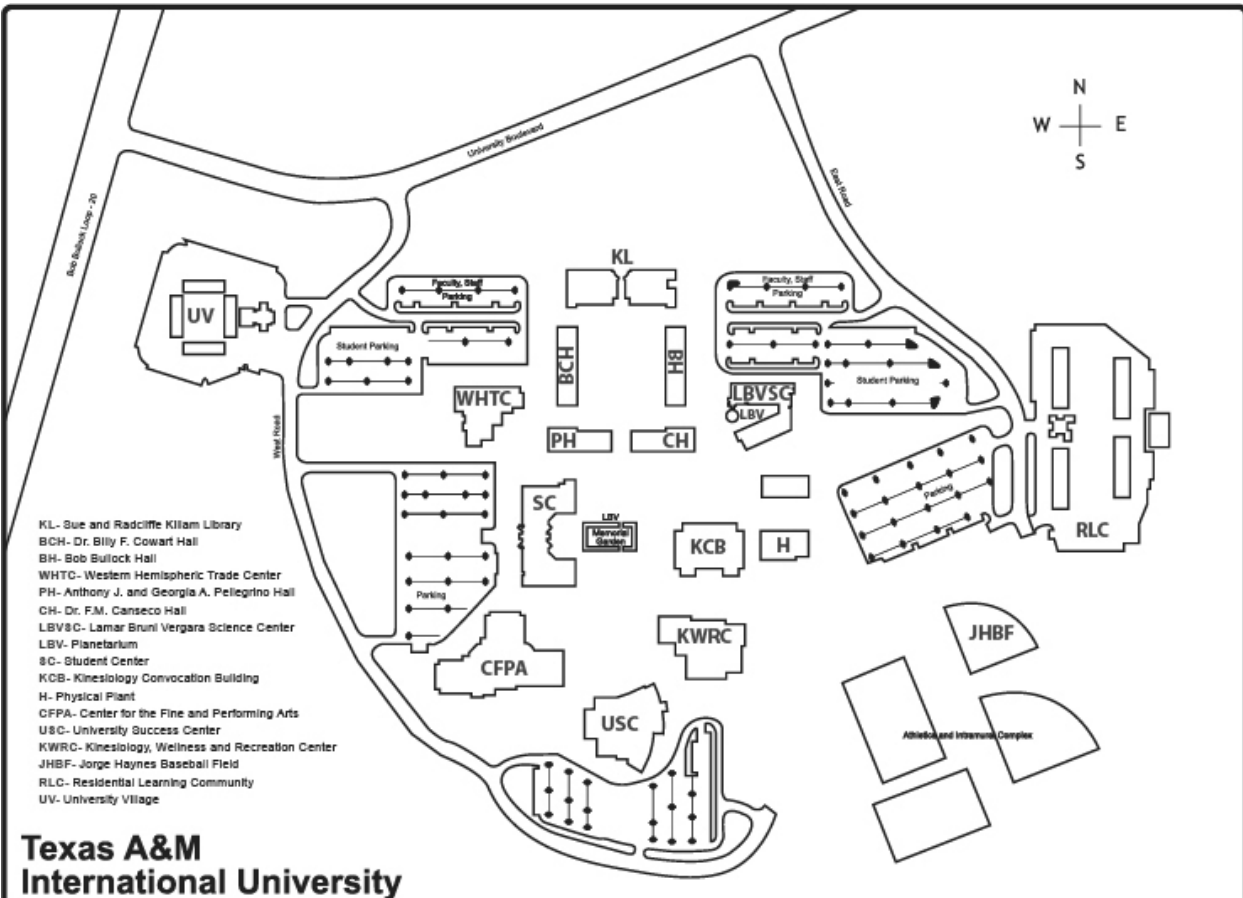 N
W E
S
University Boulevard
East Road
Bob Bullock Loop - 20
KL
Faculty, Staff
Parking
Faculty, Staff
Parking
UV
Student Parking
BCH
BH
Student Parking
WHTC
LBVSC
LBV
West Road
PH
CH
Parking
SC
LBV
Memorial
Garden
KCB
H
RLC
Parking
JHBF
KWRC
CFPA
USC
Athletics and Intramural Complex
KL- Sue and Radcliffe Killam Library
BCH- Dr. Billy F. Cowart Hall
BH- Bob Bullock Hall
WHTC- Western Hemispheric Trade Center
PH- Anthony J. and Georgia A. Pellegrino Hall
CH- Dr. F.M. Canseco Hall
LBVSC- Lamar Bruni Vergara Science Center
LBV- Planetarium
SC- Student Center
KCB- Kinesiology Convocation Building
H- Physical Plant
CFPA- Center for the Fine and Performing Arts
USC- University Success Center
KWRC- Kinesiology, Wellness and Recreation Center
JHBF- Jorge Haynes Baseball Field
RLC- Residential Learning Community
UV- University Village
Texas A&M
International University